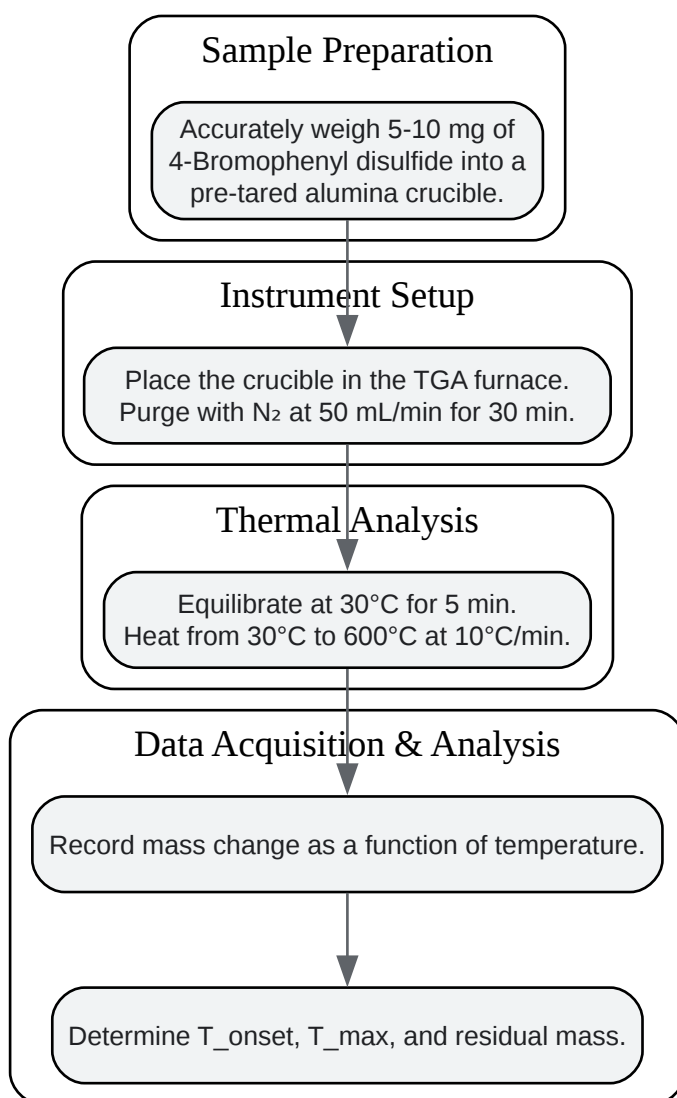 Sample Preparation
Accurately weigh 5-10 mg of
4-Bromophenyl disulfide into a
pre-tared alumina crucible.
Instrument Setup
Place the crucible in the TGA furnace.
Purge with N₂ at 50 mL/min for 30 min.
Thermal Analysis
Equilibrate at 30°C for 5 min.
Heat from 30°C to 600°C at 10°C/min.
Data Acquisition & Analysis
Record mass change as a function of temperature.
Determine T_onset, T_max, and residual mass.